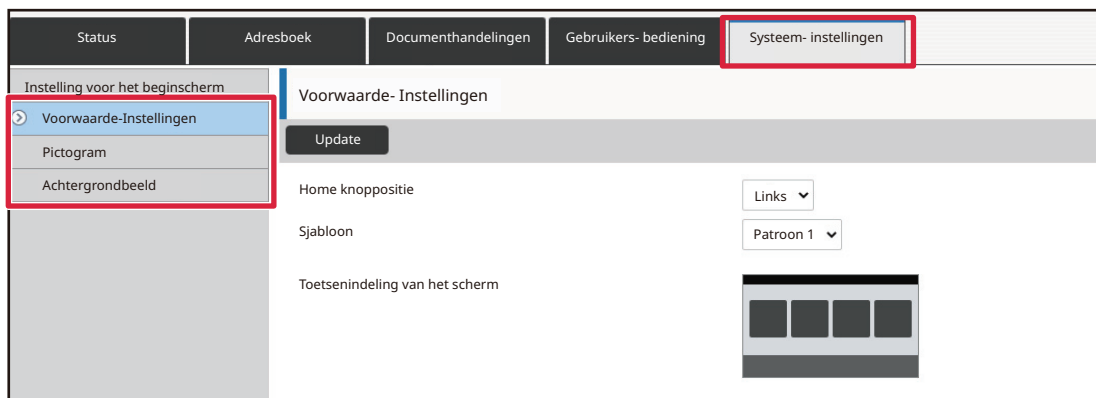 Status
Adresboek
Documenthandelingen
Gebruikers- bediening
Systeem- instellingen
Instelling voor het beginscherm
Voorwaarde-Instellingen
Pictogram
Achtergrondbeeld
Voorwaarde- Instellingen
Update
Home knoppositie
Links
Sjabloon
Patroon 1
Toetsenindeling van het scherm